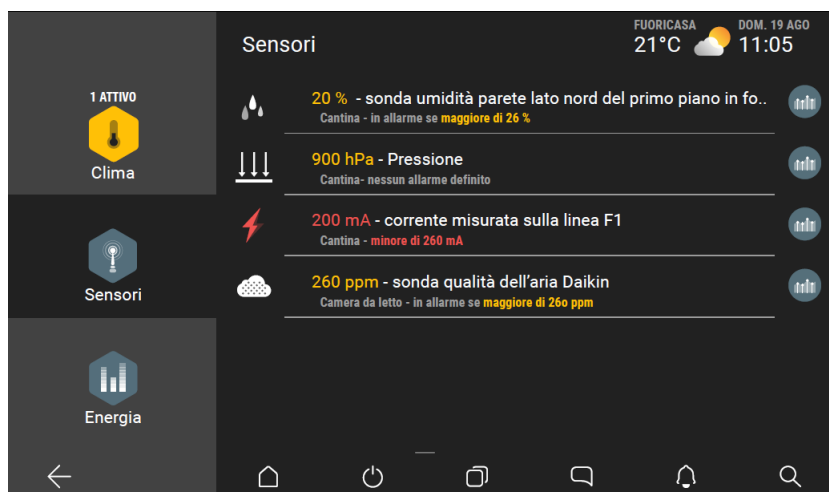 Sensori
FUORICASA
21°C
DOM. 19 AGO
11:05
1 ATTIVO
Clima
Sensori
Energia
20 % - sonda umidità parete lato nord del primo piano in fo..
Cantina - in allarme se maggiore di 26 %
900 hPa - Pressione
Cantina- nessun allarme definito
200 mA - corrente misurata sulla linea F1
Cantina - minore di 260 mA
260 ppm - sonda qualità dell'aria Daikin
Camera da letto - in allarme se maggiore di 26o ppm